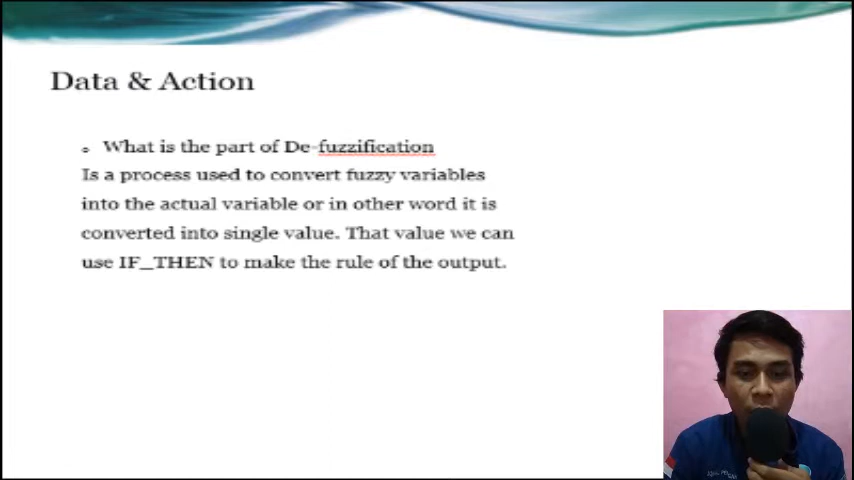 Data & Action
What is the part of De-fuzzification
Is a process used to convert fuzzy variables
into the actual variable or in other word it is
converted into single value. That value we can
use IF_THEN to make the rule of the output.